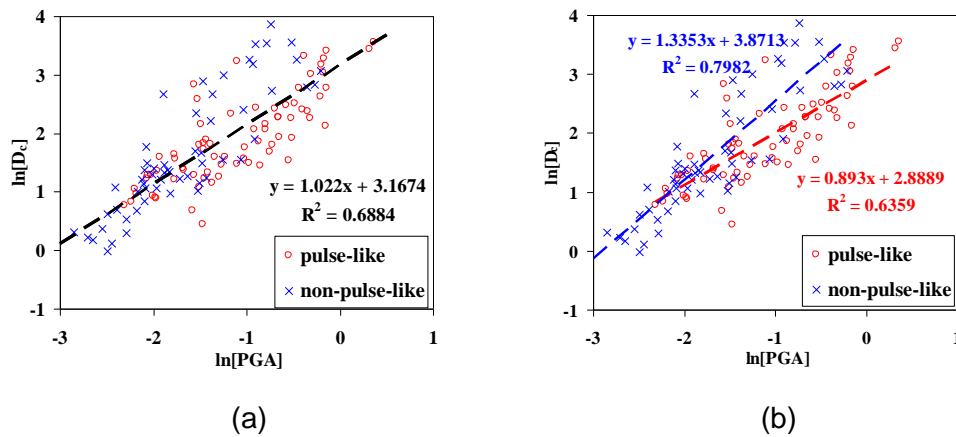 4
3
2
1
0
-1
ln[Dc]
y = 1.022x + 3.1674
R² = 0.6884
pulse-like
non-pulse-like
-3 -2 -1 0 1
ln[PGA]
(a)
4
3
2
1
0
-1
ln[Dc]
y = 1.3353x + 3.8713
R² = 0.7982
y = 0.893x + 2.8889
R² = 0.6359
pulse-like
non-pulse-like
-3 -2 -1 0 1
ln[PGA]
(b)